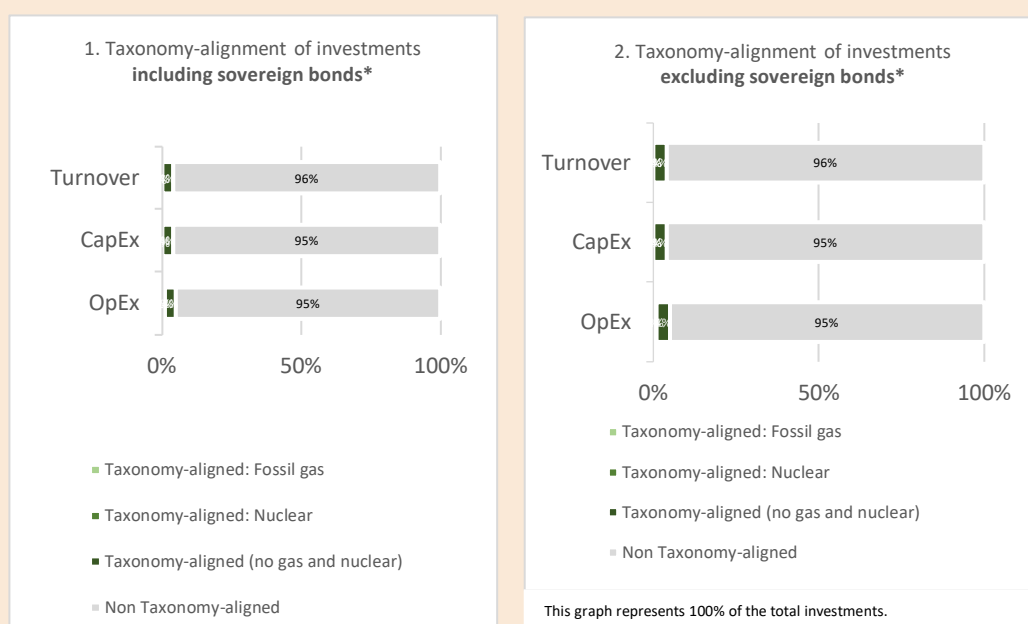 1. Taxonomy-alignment of investments
including sovereign bonds*
Turnover
96%
CapEx
95%
OpEx
95%
0% 50% 100%
Taxonomy-aligned: Fossil gas
Taxonomy-aligned: Nuclear
Taxonomy-aligned (no gas and nuclear)
Non Taxonomy-aligned
2. Taxonomy-alignment of investments
excluding sovereign bonds*
Turnover
96%
CapEx
95%
OpEx
95%
0% 50% 100%
Taxonomy-aligned: Fossil gas
Taxonomy-aligned: Nuclear
Taxonomy-aligned (no gas and nuclear)
Non Taxonomy-aligned
This graph represents 100% of the total investments.